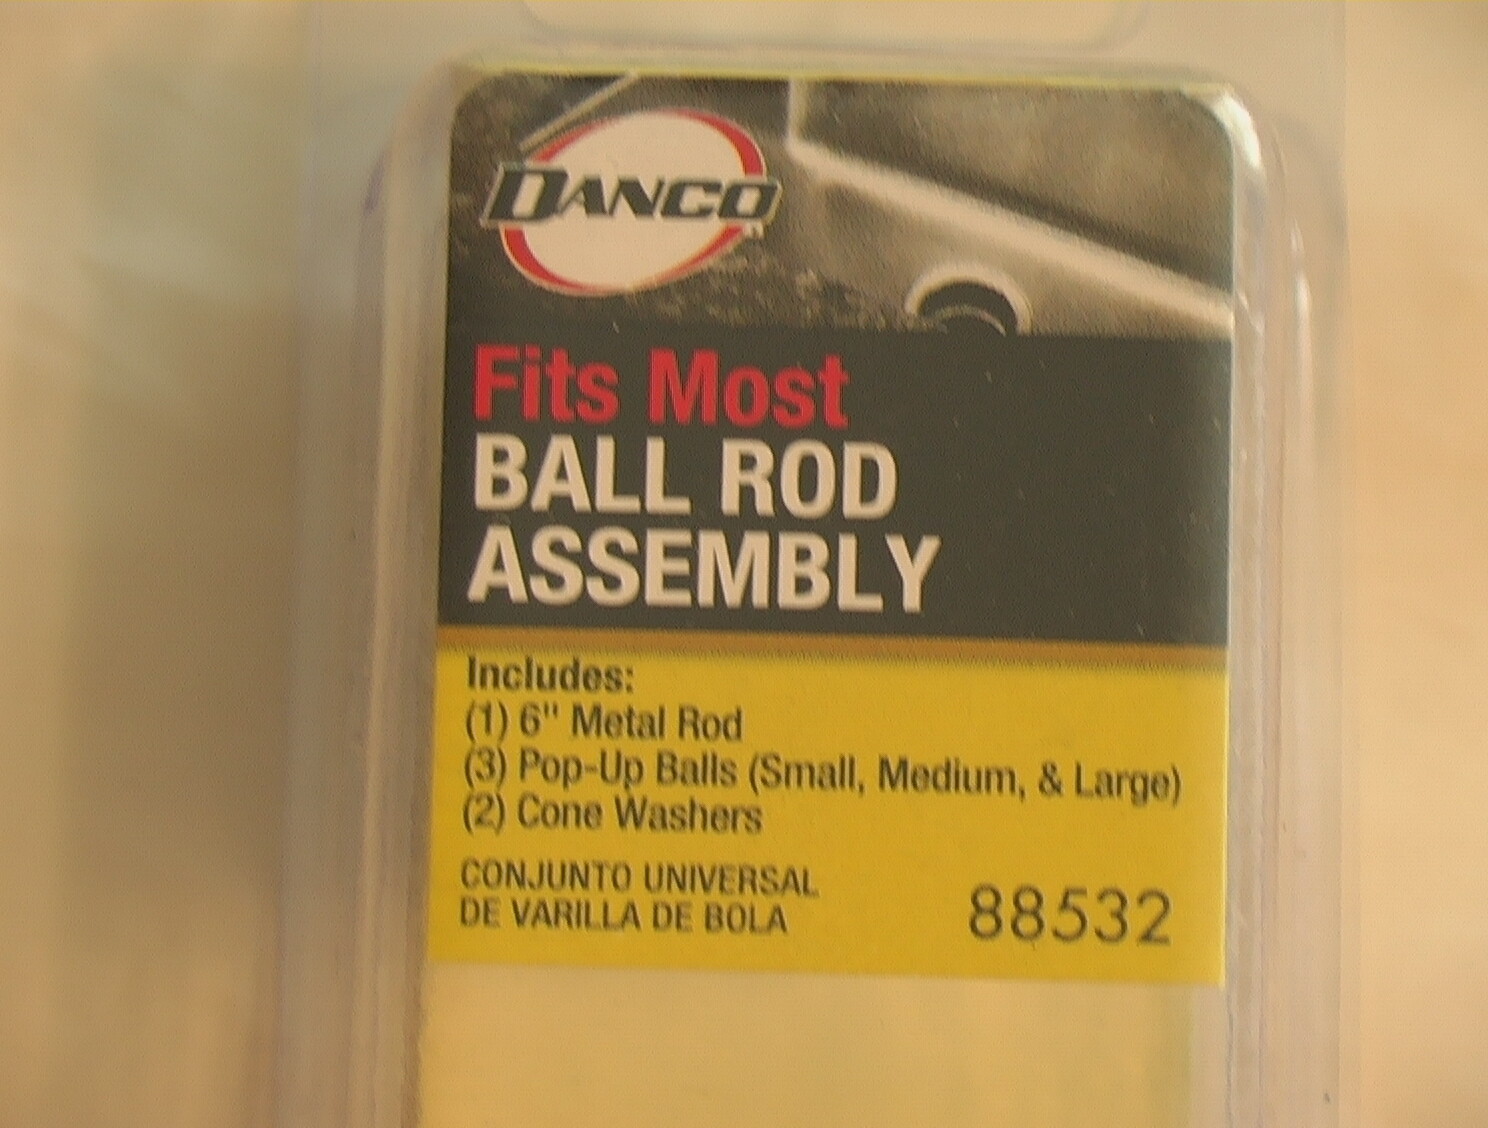 DANCO
Fits Most
BALL ROD
ASSEMBLY
Includes:
(1) 6" Metal Rod
(3) Pop-Up Balls (Small, Medium, & Large)
(2) Cone Washers
CONJUNTO UNIVERSAL
DE VARILLA DE BOLA
88532